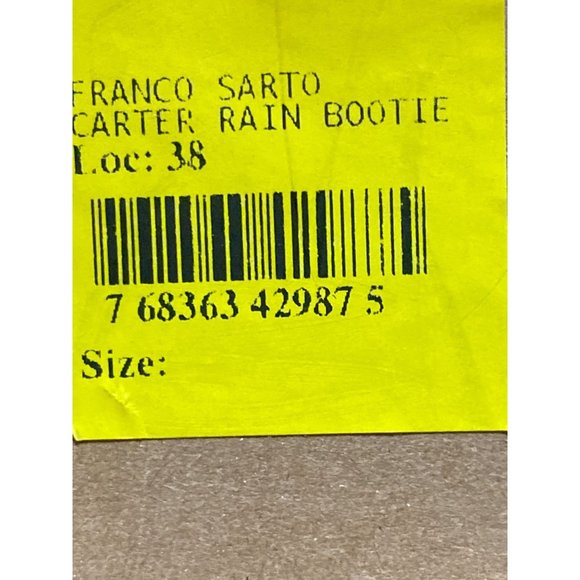 FRANCO SARTO
CARTER RAIN BOOTIE
Loc: 38
7 68363 42987 5
Size: